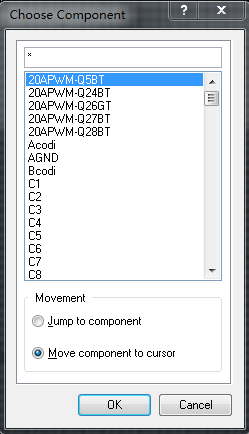 Choose Component
?
*
20APWM-Q5BT
20APWM-Q24BT
20APWM-Q26GT
20APWM-Q27BT
20APWM-Q28BT
Acodi
AGND
Bcodi
C1
C2
C3
C4
C5
C6
C7
C8
Movement
Jump to component
Move component to cursor
OK Cancel